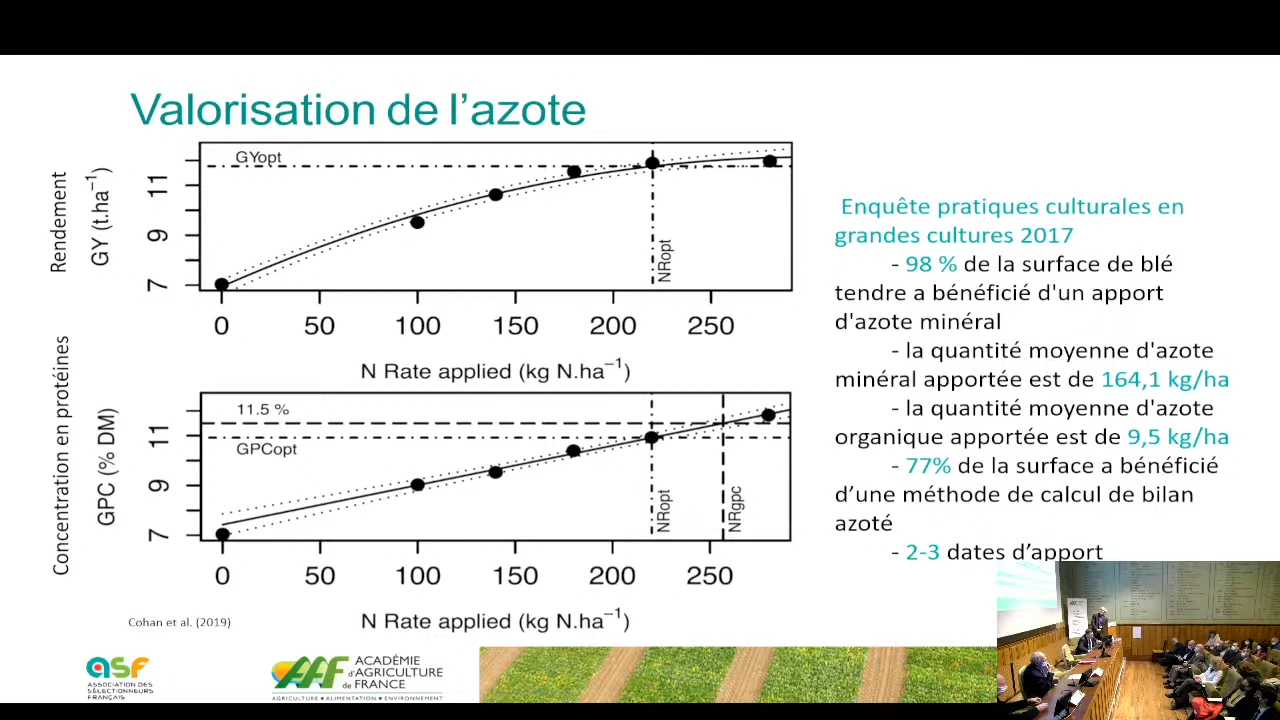 Valorisation de l'azote
Rendement
GY (t.ha⁻¹)
GYopt
NRopt
11
9
7
0 50 100 150 200 250
N Rate applied (kg N.ha⁻¹)
Concentration en protéines
GPC (% DM)
11.5 %
GPCopt
NRopt
NRgpc
11
9
7
0 50 100 150 200 250
N Rate applied (kg N.ha⁻¹)
Cohan et al. (2019)
Enquête pratiques culturales en
grandes cultures 2017
- 98 % de la surface de blé
tendre a bénéficié d'un apport
d'azote minéral
- la quantité moyenne d'azote
minéral apportée est de 164,1 kg/ha
- la quantité moyenne d'azote
organique apportée est de 9,5 kg/ha
- 77% de la surface a bénéficié
d’une méthode de calcul de bilan
azoté
- 2-3 dates d’apport
asf
ASSOCIATION DES
SÉLECTIONNEURS
FRANÇAIS
AAF
ACADÉMIE
d'AGRICULTURE
de FRANCE
AGRICULTURE • ALIMENTATION • ENVIRONNEMENT